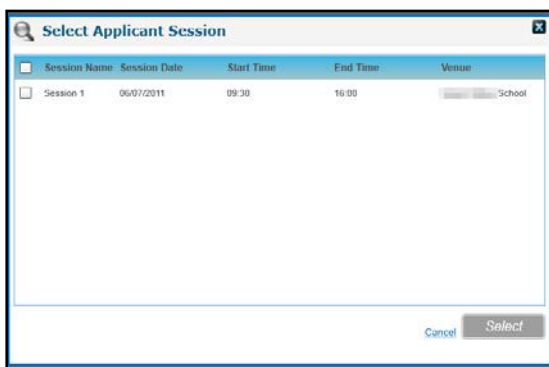 Select Applicant Session
Session Name Session Date Start Time End Time Venue
Session 1 06/07/2011 09:30 16:00 School
Cancel Select